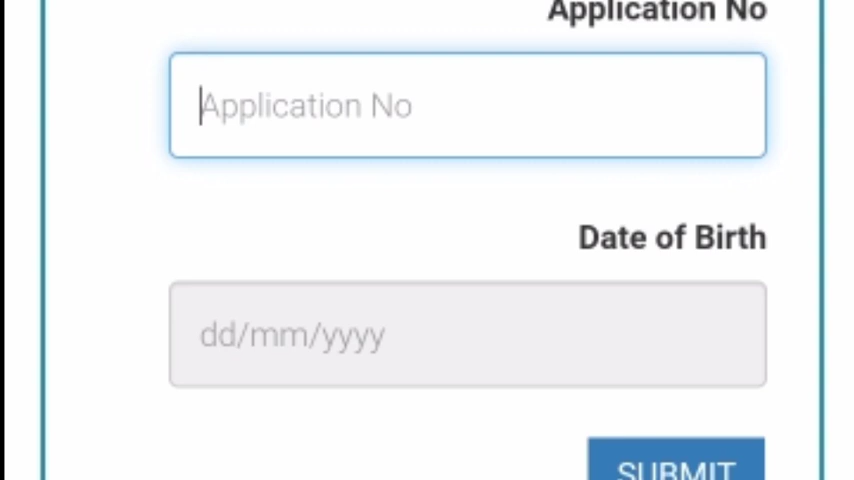 Application No
Application No
Date of Birth
dd/mm/yyyy
SUBMIT